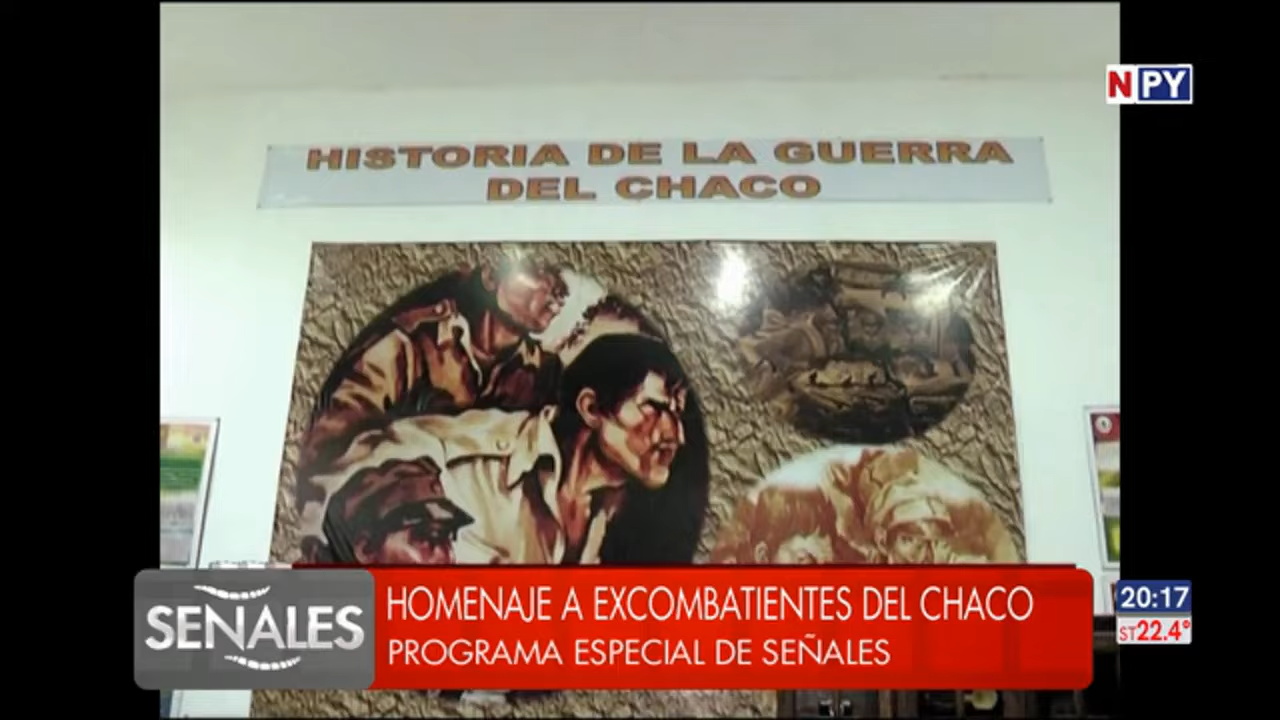 NPY
HISTORIA DE LA GUERRA
DEL CHACO
SEÑALES
HOMENAJE A EXCOMBATIENTES DEL CHACO
PROGRAMA ESPECIAL DE SEÑALES
20:17
ST22.4°